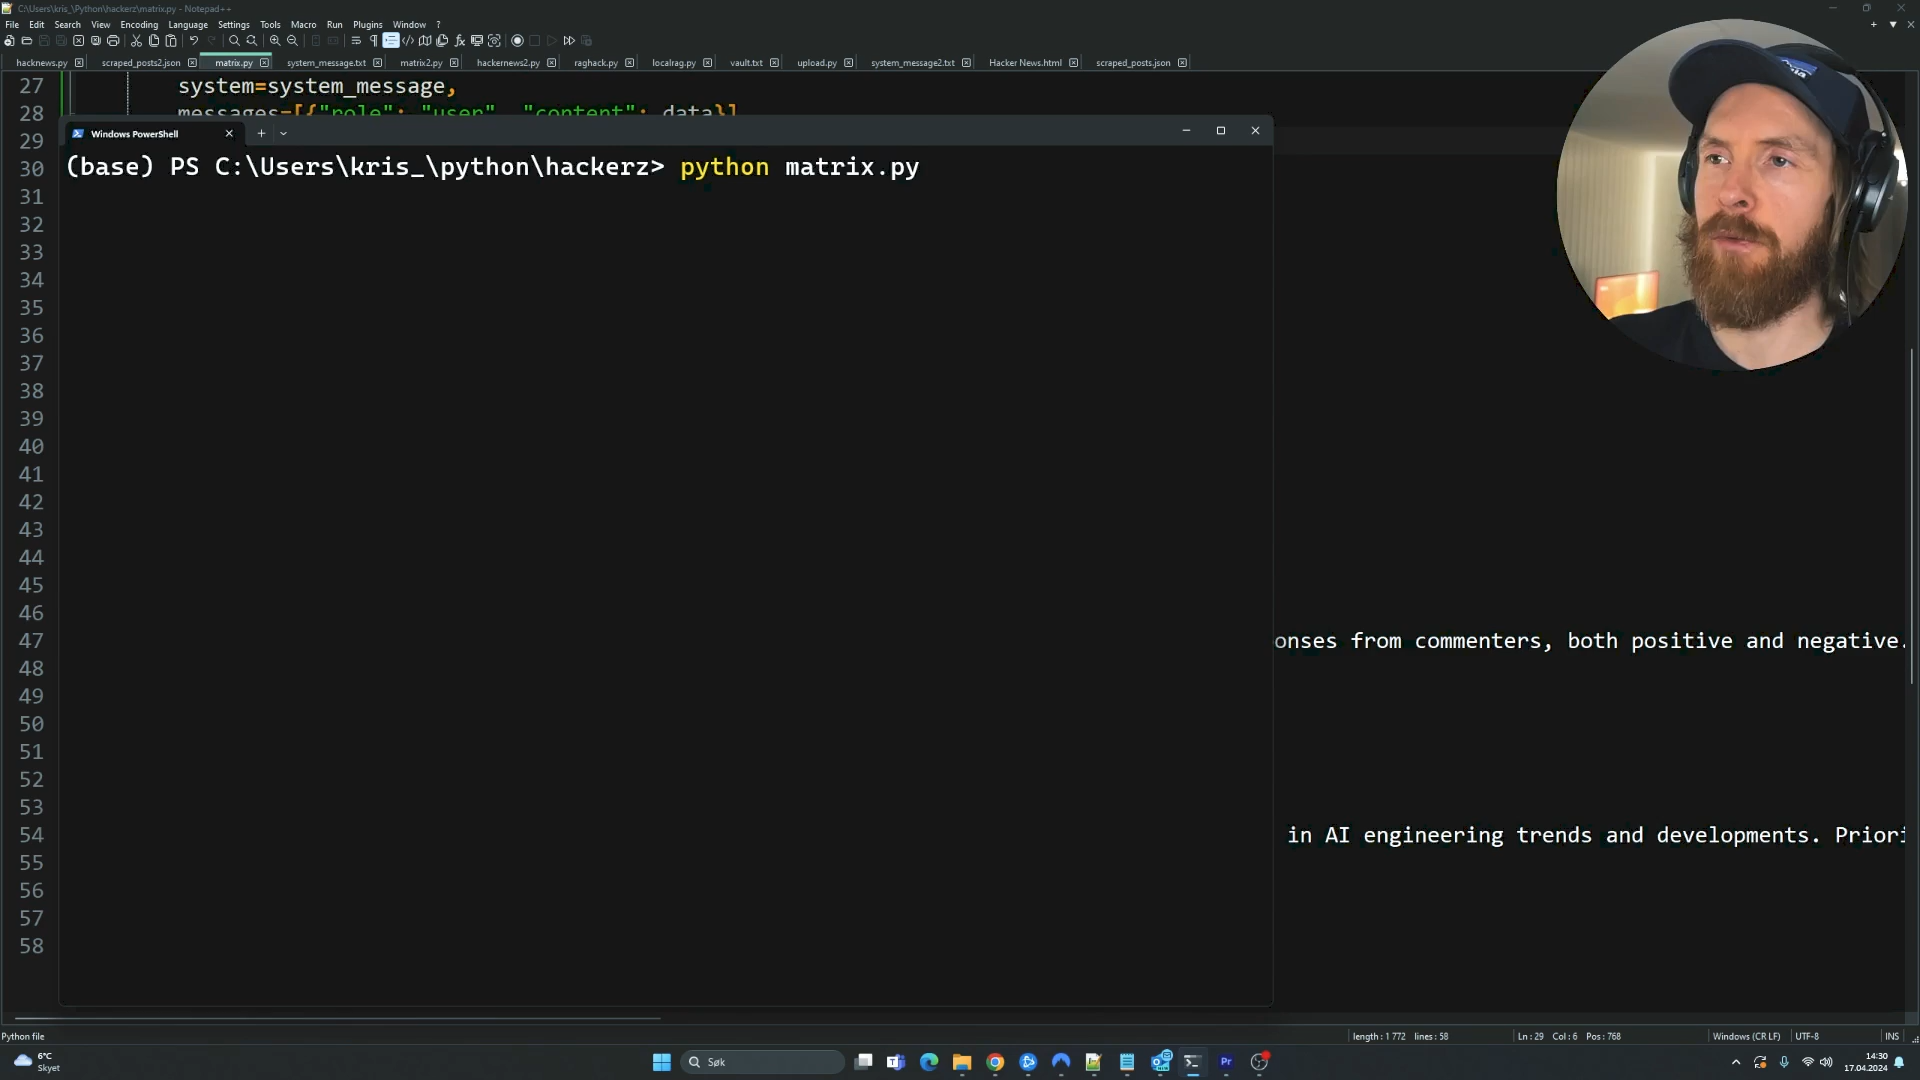 C:\Users\kris_\Python\hackerz\matrix.py - Notepad++
File Edit Search View Encoding Language Settings Tools Macro Run Plugins Window ?
hacknews.py scraped_posts2.json matrix.py system_message.txt matrix2.py hackernews2.py raghack.py localrag.py vault.txt upload.py system_message2.txt Hacker News.html scraped_posts.json
27 system=system_message,
28 messages=[{"role": "user", "content": data}]
Windows PowerShell
29
(base) PS C:\Users\kris_\python\hackerz> python matrix.py
30
31
32
33
34
35
36
37
38
39
40
41
42
43
44
45
46
47 onses from commenters, both positive and negative.
48
49
50
51
52
53
54 in AI engineering trends and developments. Priori
55
56
57
58
Python file length : 1 772 lines : 58 Ln : 29 Col : 6 Pos : 768 Windows (CR LF) UTF-8 INS
6°C
Skyet
Søk
14:30
17.04.2024